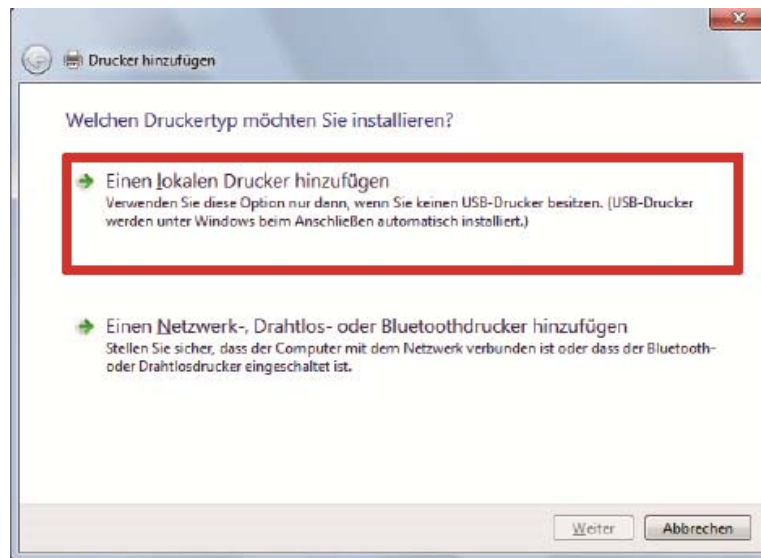 Drucker hinzufügen
Welchen Druckertyp möchten Sie installieren?
Einen lokalen Drucker hinzufügen
Verwenden Sie diese Option nur dann, wenn Sie keinen USB-Drucker besitzen. (USB-Drucker
werden unter Windows beim Anschließen automatisch installiert.)
Einen Netzwerk-, Drahtlos- oder Bluetoothdrucker hinzufügen
Stellen Sie sicher, dass der Computer mit dem Netzwerk verbunden ist oder dass der Bluetooth-
oder Drahtlosdrucker eingeschaltet ist.
Weiter Abbrechen